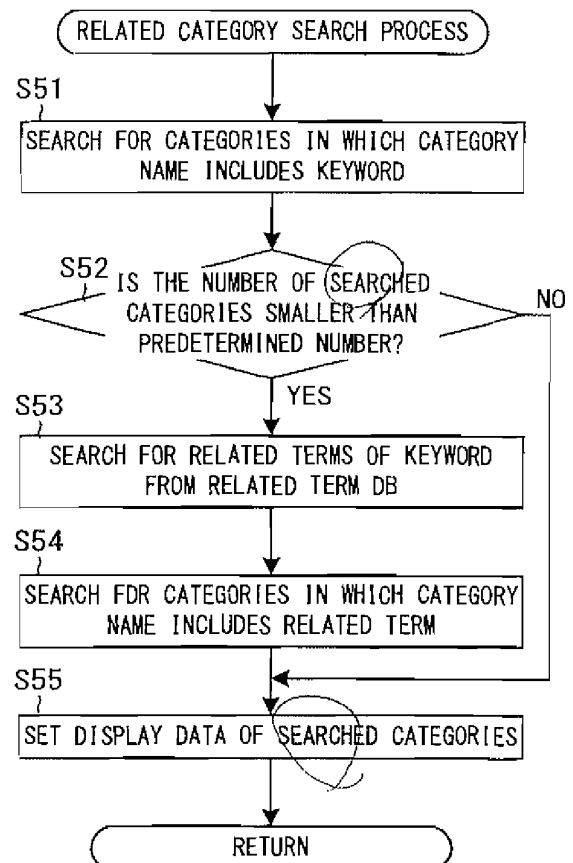 RELATED CATEGORY SEARCH PROCESS
S51
SEARCH FOR CATEGORIES IN WHICH CATEGORY
NAME INCLUDES KEYWORD
S52
IS THE NUMBER OF SEARCHED
CATEGORIES SMALLER THAN
PREDETERMINED NUMBER?
NO
YES
S53
SEARCH FOR RELATED TERMS OF KEYWORD
FROM RELATED TERM DB
S54
SEARCH FDR CATEGORIES IN WHICH CATEGORY
NAME INCLUDES RELATED TERM
S55
SET DISPLAY DATA OF SEARCHED CATEGORIES
RETURN